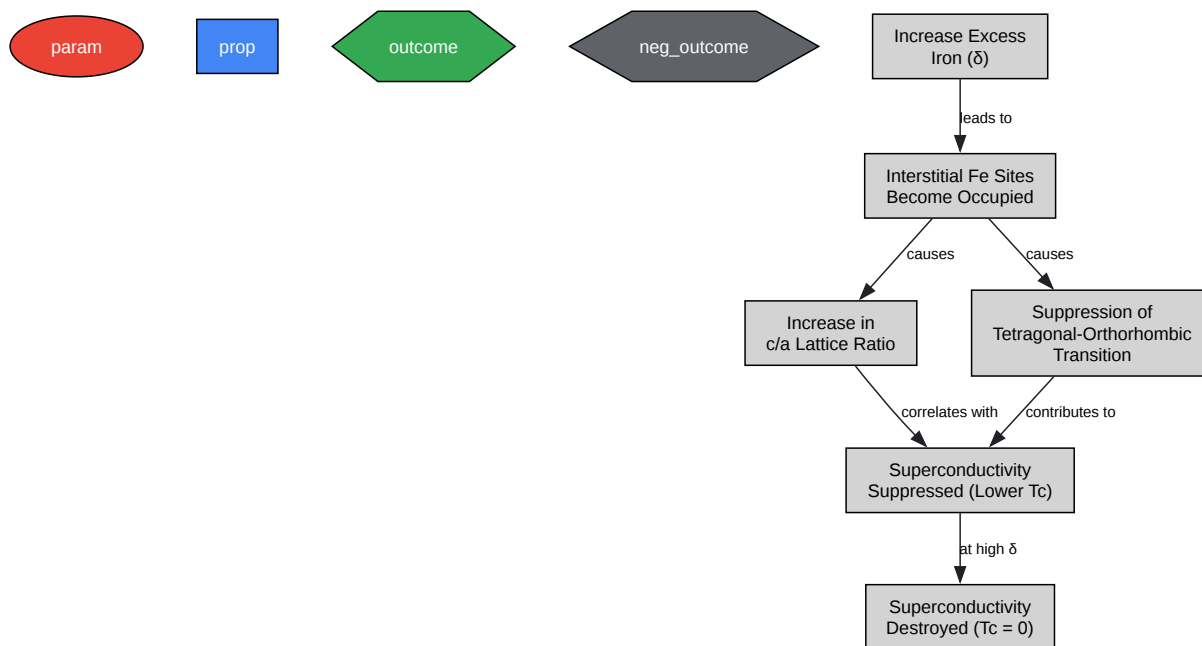 param
prop
outcome
neg_outcome
Increase Excess
Iron (δ)
leads to
Interstitial Fe Sites
Become Occupied
causes
causes
Increase in
c/a Lattice Ratio
Suppression of
Tetragonal-Orthorhombic
Transition
correlates with
contributes to
Superconductivity
Suppressed (Lower Tc)
at high δ
Superconductivity
Destroyed (Tc = 0)